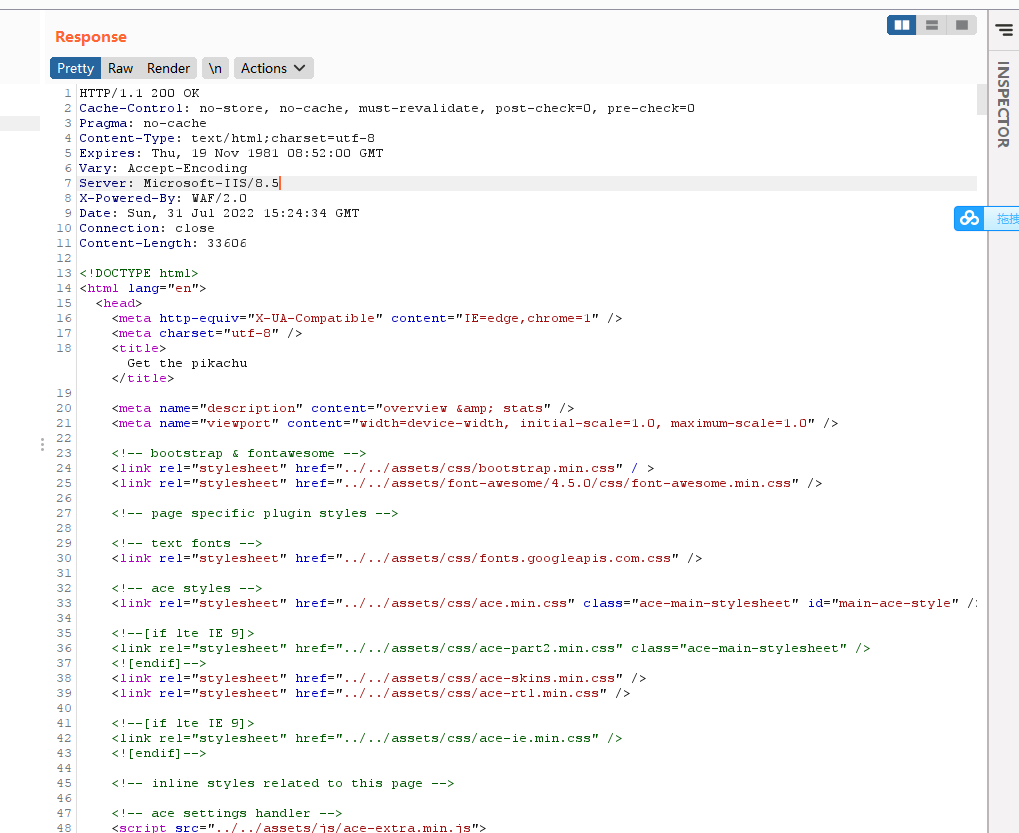 Response
Pretty Raw Render \n Actions
INSPECTOR
拖拽
1 HTTP/1.1 200 OK
2 Cache-Control: no-store, no-cache, must-revalidate, post-check=0, pre-check=0
3 Pragma: no-cache
4 Content-Type: text/html;charset=utf-8
5 Expires: Thu, 19 Nov 1981 08:52:00 GMT
6 Vary: Accept-Encoding
7 Server: Microsoft-IIS/8.5
8 X-Powered-By: WAF/2.0
9 Date: Sun, 31 Jul 2022 15:24:34 GMT
10 Connection: close
11 Content-Length: 33606
12
13 <!DOCTYPE html>
14 <html lang="en">
15 <head>
16 <meta http-equiv="X-UA-Compatible" content="IE=edge,chrome=1" />
17 <meta charset="utf-8" />
18 <title>
Get the pikachu
</title>
19
20 <meta name="description" content="overview &amp; stats" />
21 <meta name="viewport" content="width=device-width, initial-scale=1.0, maximum-scale=1.0" />
22
23 <!-- bootstrap & fontawesome -->
24 <link rel="stylesheet" href="../../assets/css/bootstrap.min.css" / >
25 <link rel="stylesheet" href="../../assets/font-awesome/4.5.0/css/font-awesome.min.css" />
26
27 <!-- page specific plugin styles -->
28
29 <!-- text fonts -->
30 <link rel="stylesheet" href="../../assets/css/fonts.googleapis.com.css" />
31
32 <!-- ace styles -->
33 <link rel="stylesheet" href="../../assets/css/ace.min.css" class="ace-main-stylesheet" id="main-ace-style" /
34
35 <!--[if lte IE 9]>
36 <link rel="stylesheet" href="../../assets/css/ace-part2.min.css" class="ace-main-stylesheet" />
37 <![endif]-->
38 <link rel="stylesheet" href="../../assets/css/ace-skins.min.css" />
39 <link rel="stylesheet" href="../../assets/css/ace-rtl.min.css" />
40
41 <!--[if lte IE 9]>
42 <link rel="stylesheet" href="../../assets/css/ace-ie.min.css" />
43 <![endif]-->
44
45 <!-- inline styles related to this page -->
46
47 <!-- ace settings handler -->
48 <script src="../../assets/js/ace-extra.min.js">